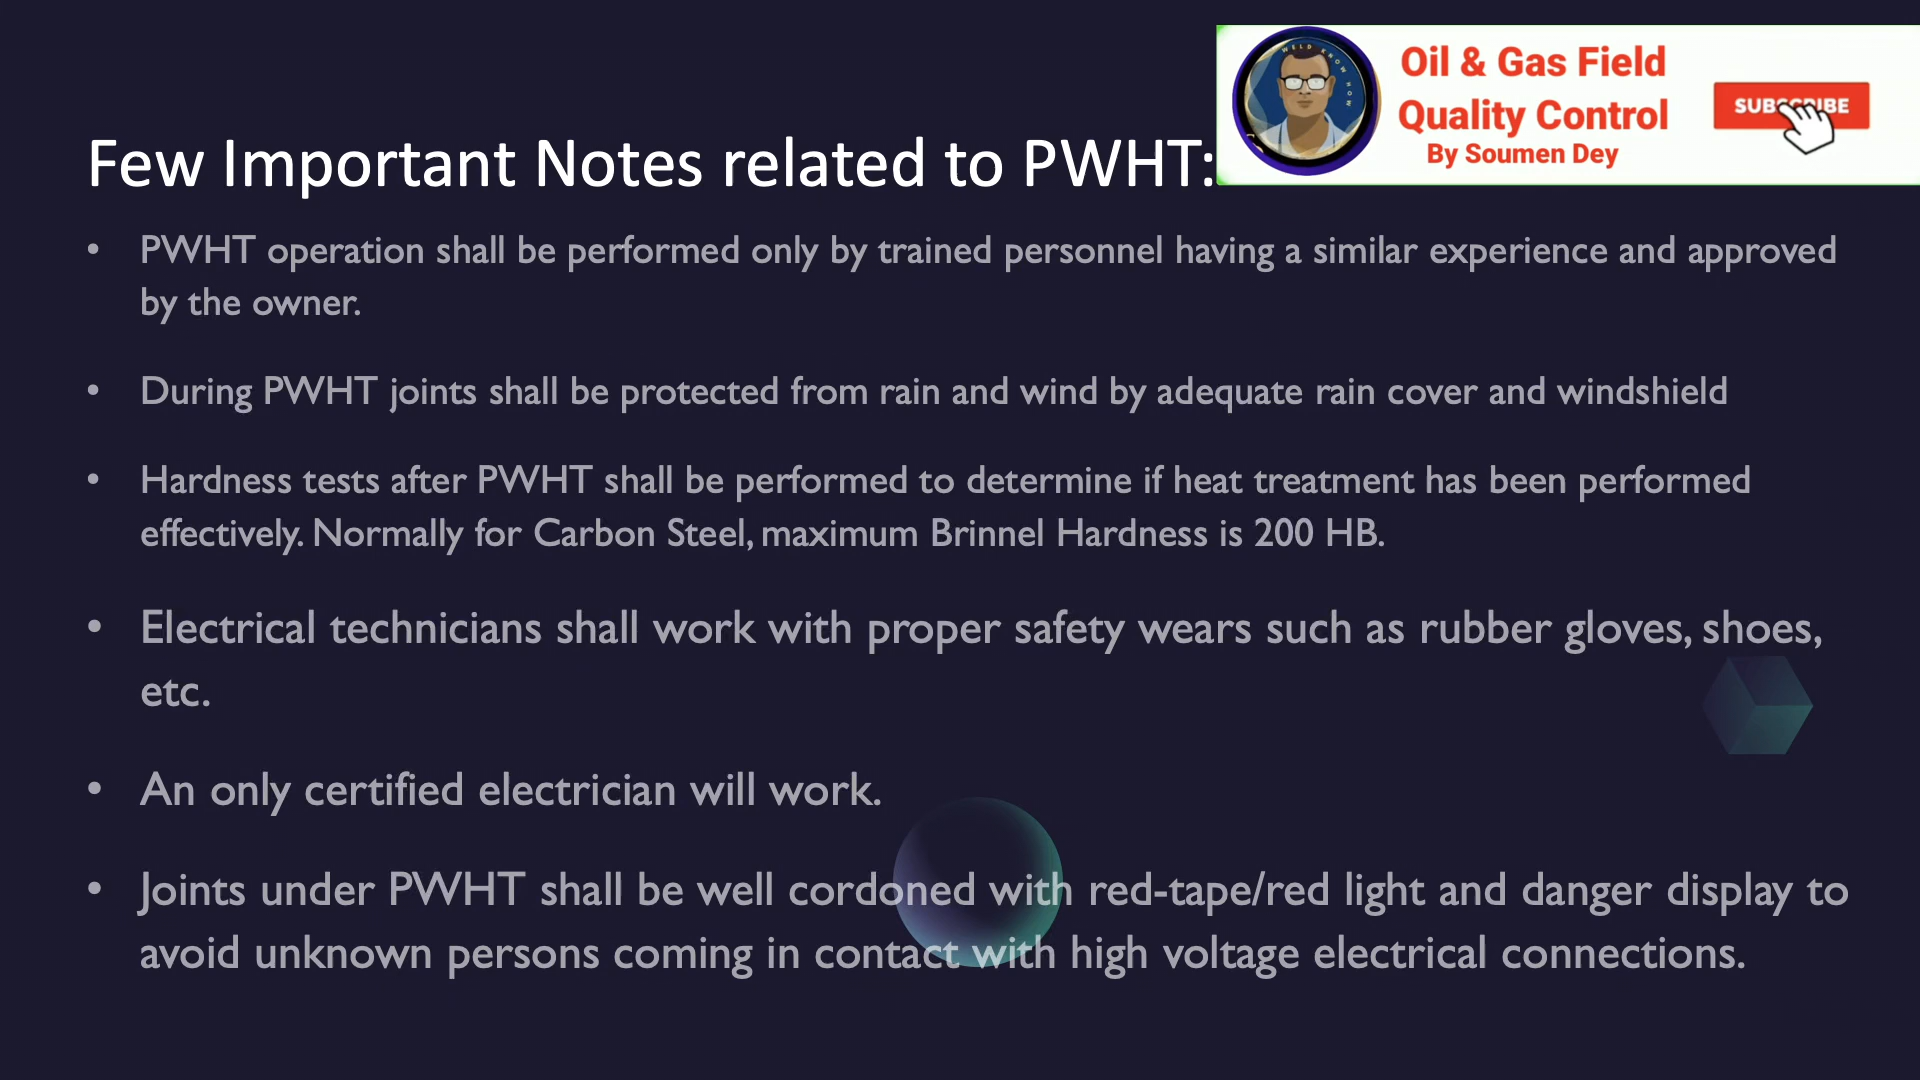 Oil & Gas Field
Quality Control
By Soumen Dey
SUBSCRIBE
WELD KNOW HOW
Few Important Notes related to PWHT:
• PWHT operation shall be performed only by trained personnel having a similar experience and approved
by the owner.
• During PWHT joints shall be protected from rain and wind by adequate rain cover and windshield
• Hardness tests after PWHT shall be performed to determine if heat treatment has been performed
effectively. Normally for Carbon Steel, maximum Brinnel Hardness is 200 HB.
• Electrical technicians shall work with proper safety wears such as rubber gloves, shoes,
etc.
• An only certified electrician will work.
• Joints under PWHT shall be well cordoned with red-tape/red light and danger display to
avoid unknown persons coming in contact with high voltage electrical connections.